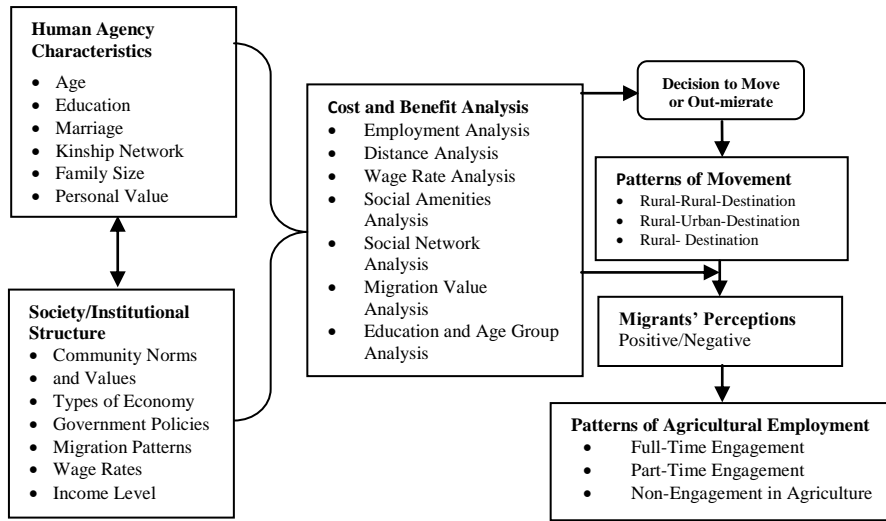 Human Agency
Characteristics
• Age
• Education
• Marriage
• Kinship Network
• Family Size
• Personal Value
Society/Institutional
Structure
• Community Norms
• and Values
• Types of Economy
• Government Policies
• Migration Patterns
• Wage Rates
• Income Level
Cost and Benefit Analysis
• Employment Analysis
• Distance Analysis
• Wage Rate Analysis
• Social Amenities
Analysis
• Social Network
Analysis
• Migration Value
Analysis
• Education and Age Group
Analysis
Decision to Move
or Out-migrate
Patterns of Movement
• Rural-Rural-Destination
• Rural-Urban-Destination
• Rural- Destination
Migrants’ Perceptions
Positive/Negative
Patterns of Agricultural Employment
• Full-Time Engagement
• Part-Time Engagement
• Non-Engagement in Agriculture